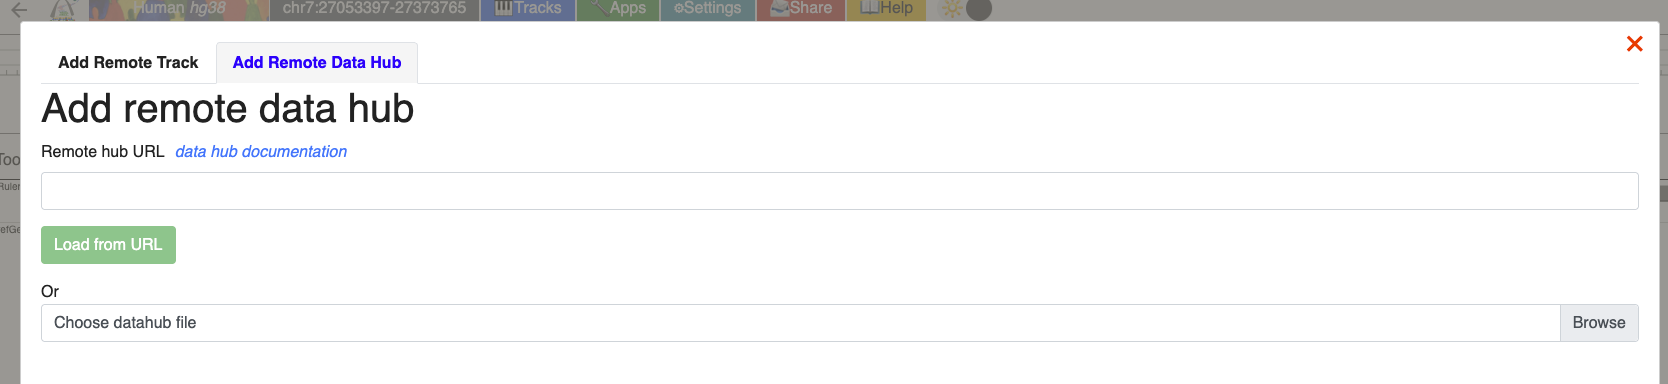 Human hg38 chr7:27053397-27373765 Tracks Apps Settings Share Help
Add Remote Track Add Remote Data Hub
Add remote data hub
Remote hub URL data hub documentation
Load from URL
Or
Choose datahub file Browse